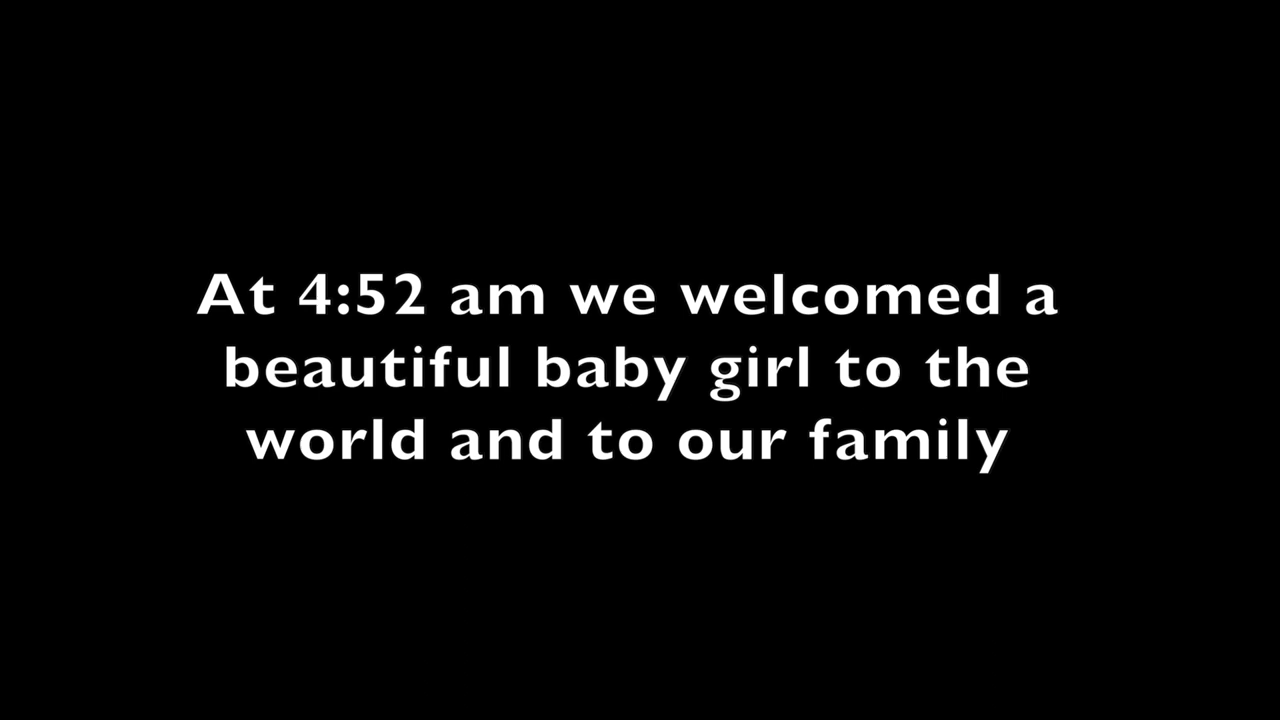 At 4:52 am we welcomed a
beautiful baby girl to the
world and to our family